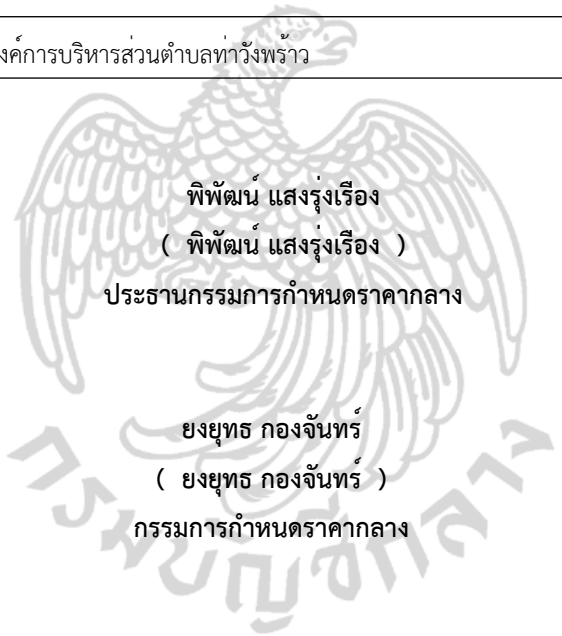 งค์การบริหารส่วนตำบลท่าวังพร้าว
พิพัฒน์ แสงรุ่งเรือง
( พิพัฒน์ แสงรุ่งเรือง )
ประธานกรรมการกำหนดราคากลาง
ยงยุทธ กองจันทร์
( ยงยุทธ กองจันทร์ )
กรรมการกำหนดราคากลาง
กรมบัญชีกลาง